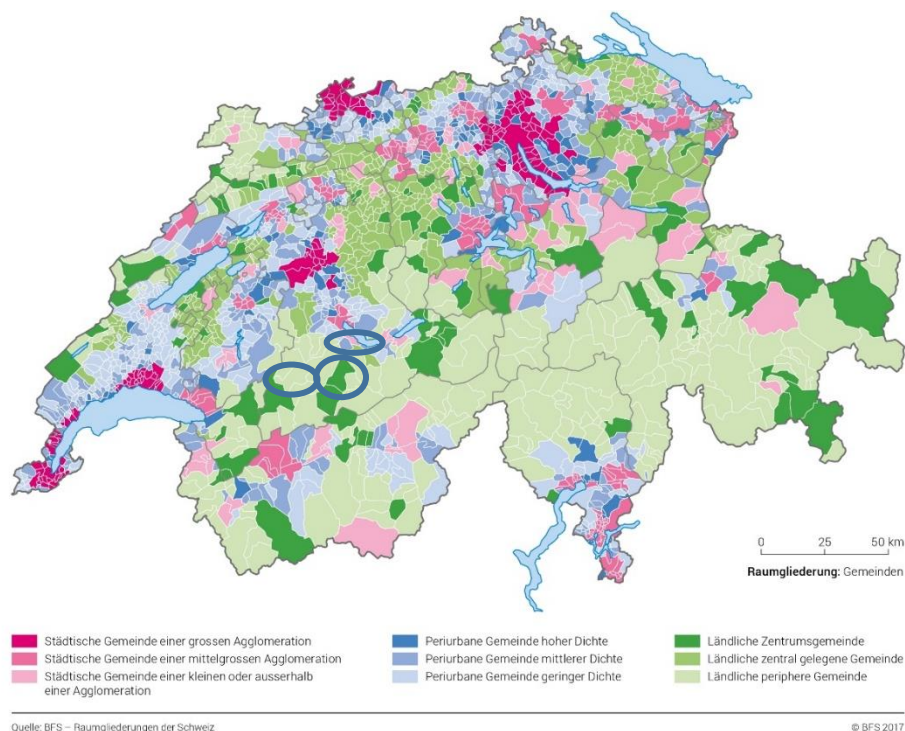 0 25 50 km
Raumgliederung: Gemeinden
Städtische Gemeinde einer grossen Agglomeration
Städtische Gemeinde einer mittelgrossen Agglomeration
Städtische Gemeinde einer kleinen oder ausserhalb
einer Agglomeration
Periurbane Gemeinde hoher Dichte
Periurbane Gemeinde mittlerer Dichte
Periurbane Gemeinde geringer Dichte
Ländliche Zentrumsgemeinde
Ländliche zentral gelegene Gemeinde
Ländliche periphere Gemeinde
Quelle: BFS – Raumgliederungen der Schweiz
© BFS 2017